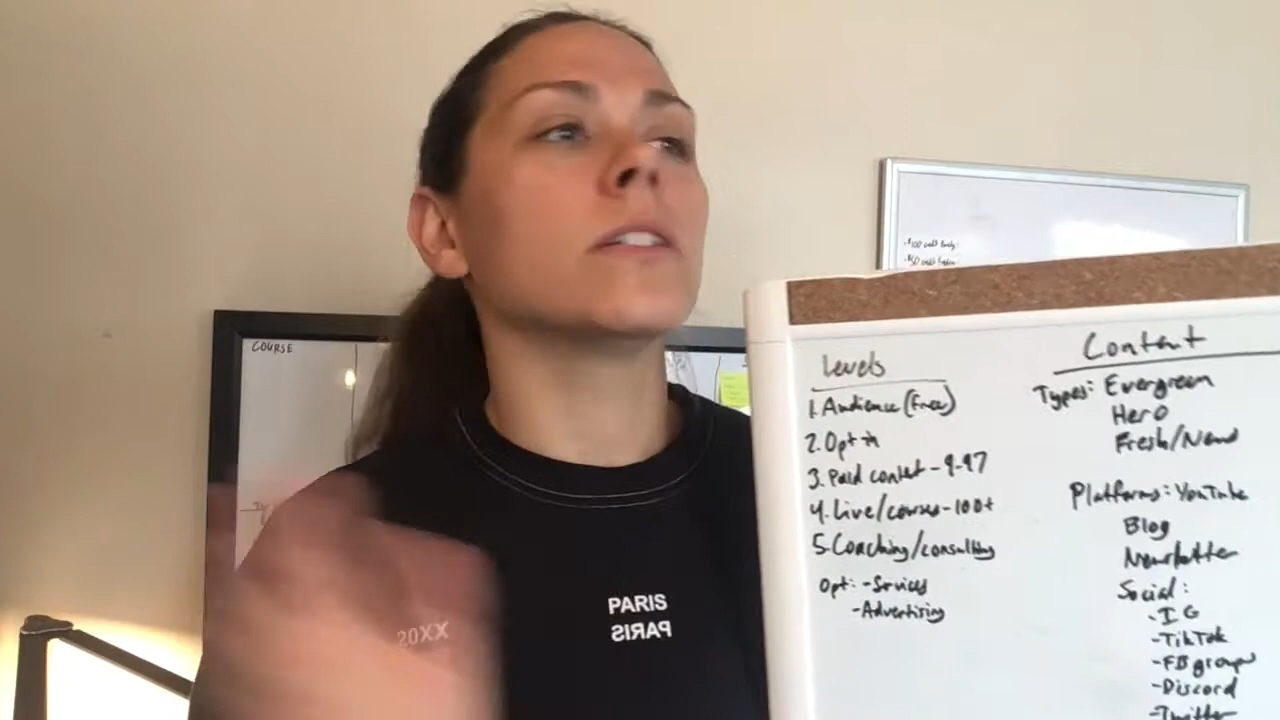 COURSE
20XX
PARIS
PARIS
Levels
1. Audience (free)
2. Opt in
3. Paid content - 9-97
4. Live/courses - 100+
5. Coaching/consulting
Opt: - Services
- Advertising
Content
Types: Evergreen
Hero
Fresh/New
Platforms: YouTube
Blog
Newsletter
Social:
- IG
- TikTok
- FB groups
- Discord
- Twitter